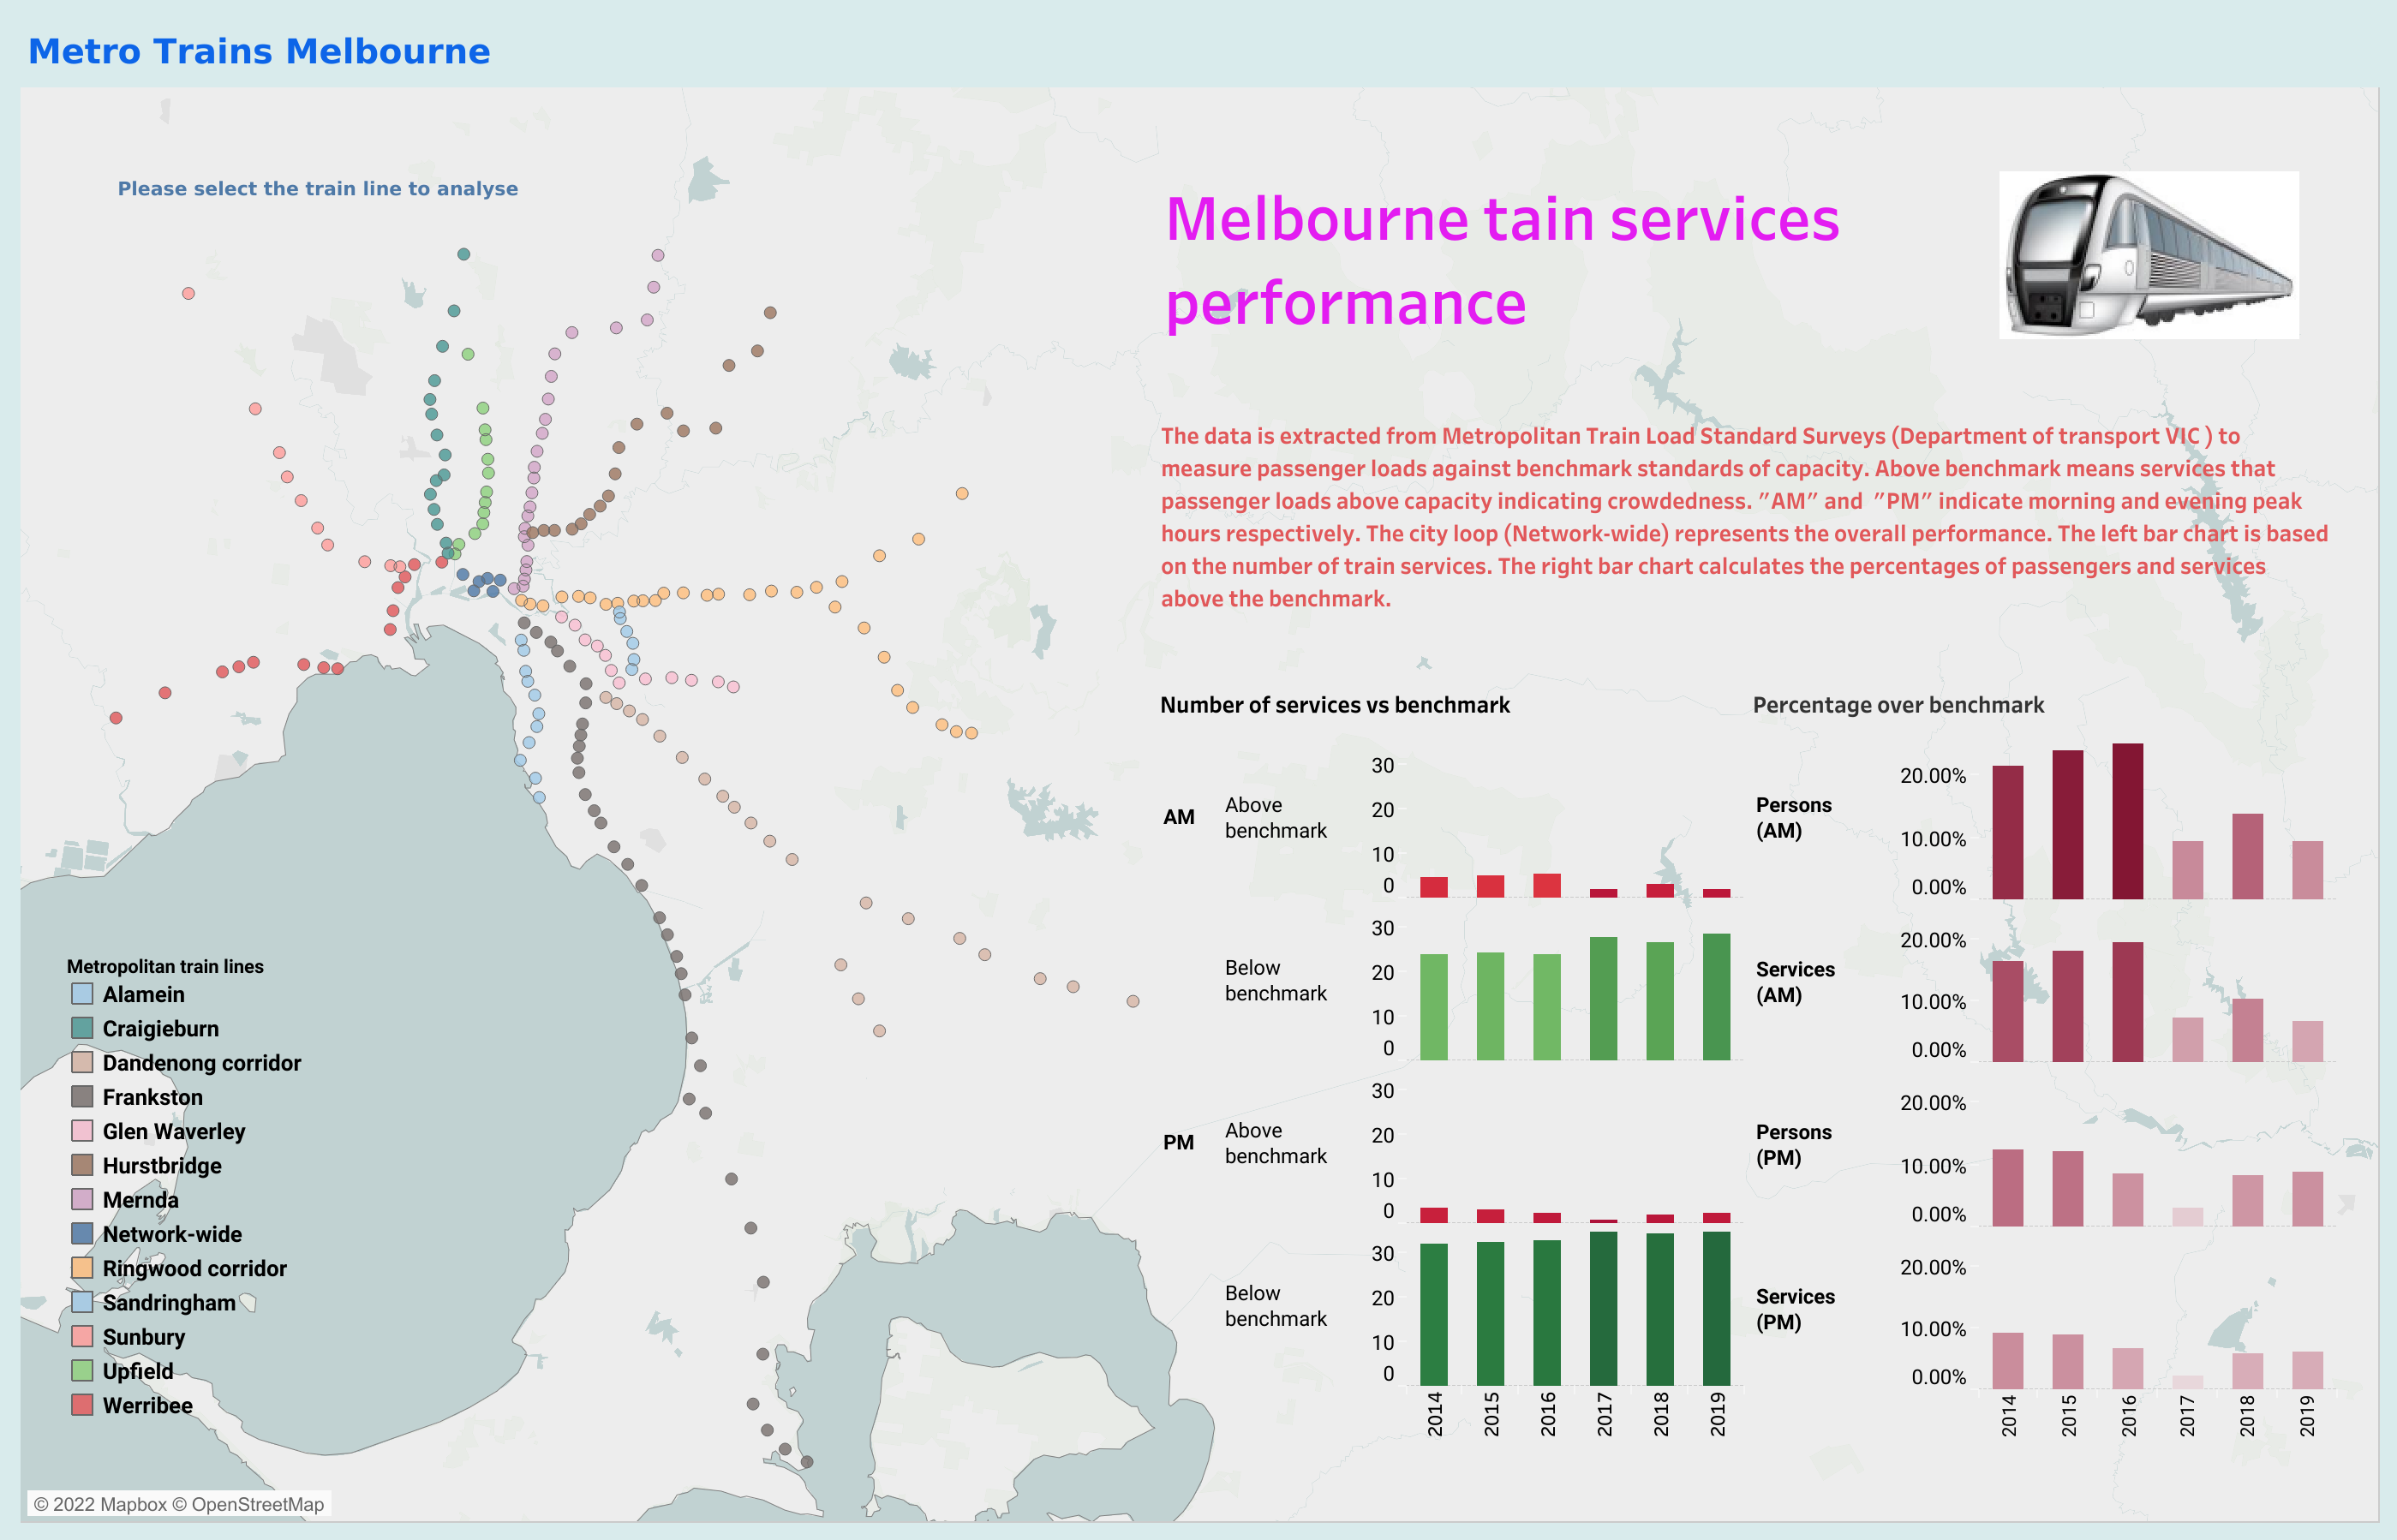 Metro Trains Melbourne
Please select the train line to analyse
Melbourne tain services
performance
The data is extracted from Metropolitan Train Load Standard Surveys (Department of transport VIC ) to
measure passenger loads against benchmark standards of capacity. Above benchmark means services that
passenger loads above capacity indicating crowdedness. ”AM” and ”PM” indicate morning and evening peak
hours respectively. The city loop (Network-wide) represents the overall performance. The left bar chart is based
on the number of train services. The right bar chart calculates the percentages of passengers and services
above the benchmark.
Metropolitan train lines
Alamein
Craigieburn
Dandenong corridor
Frankston
Glen Waverley
Hurstbridge
Mernda
Network-wide
Ringwood corridor
Sandringham
Sunbury
Upfield
Werribee
© 2022 Mapbox © OpenStreetMap
Number of services vs benchmark
AM
Above
benchmark
30
20
10
0
Below
benchmark
30
20
10
0
PM
Above
benchmark
30
20
10
0
Below
benchmark
30
20
10
0
2014
2015
2016
2017
2018
2019
Percentage over benchmark
Persons
(AM)
20.00%
10.00%
0.00%
Services
(AM)
20.00%
10.00%
0.00%
Persons
(PM)
20.00%
10.00%
0.00%
Services
(PM)
20.00%
10.00%
0.00%
2014
2015
2016
2017
2018
2019